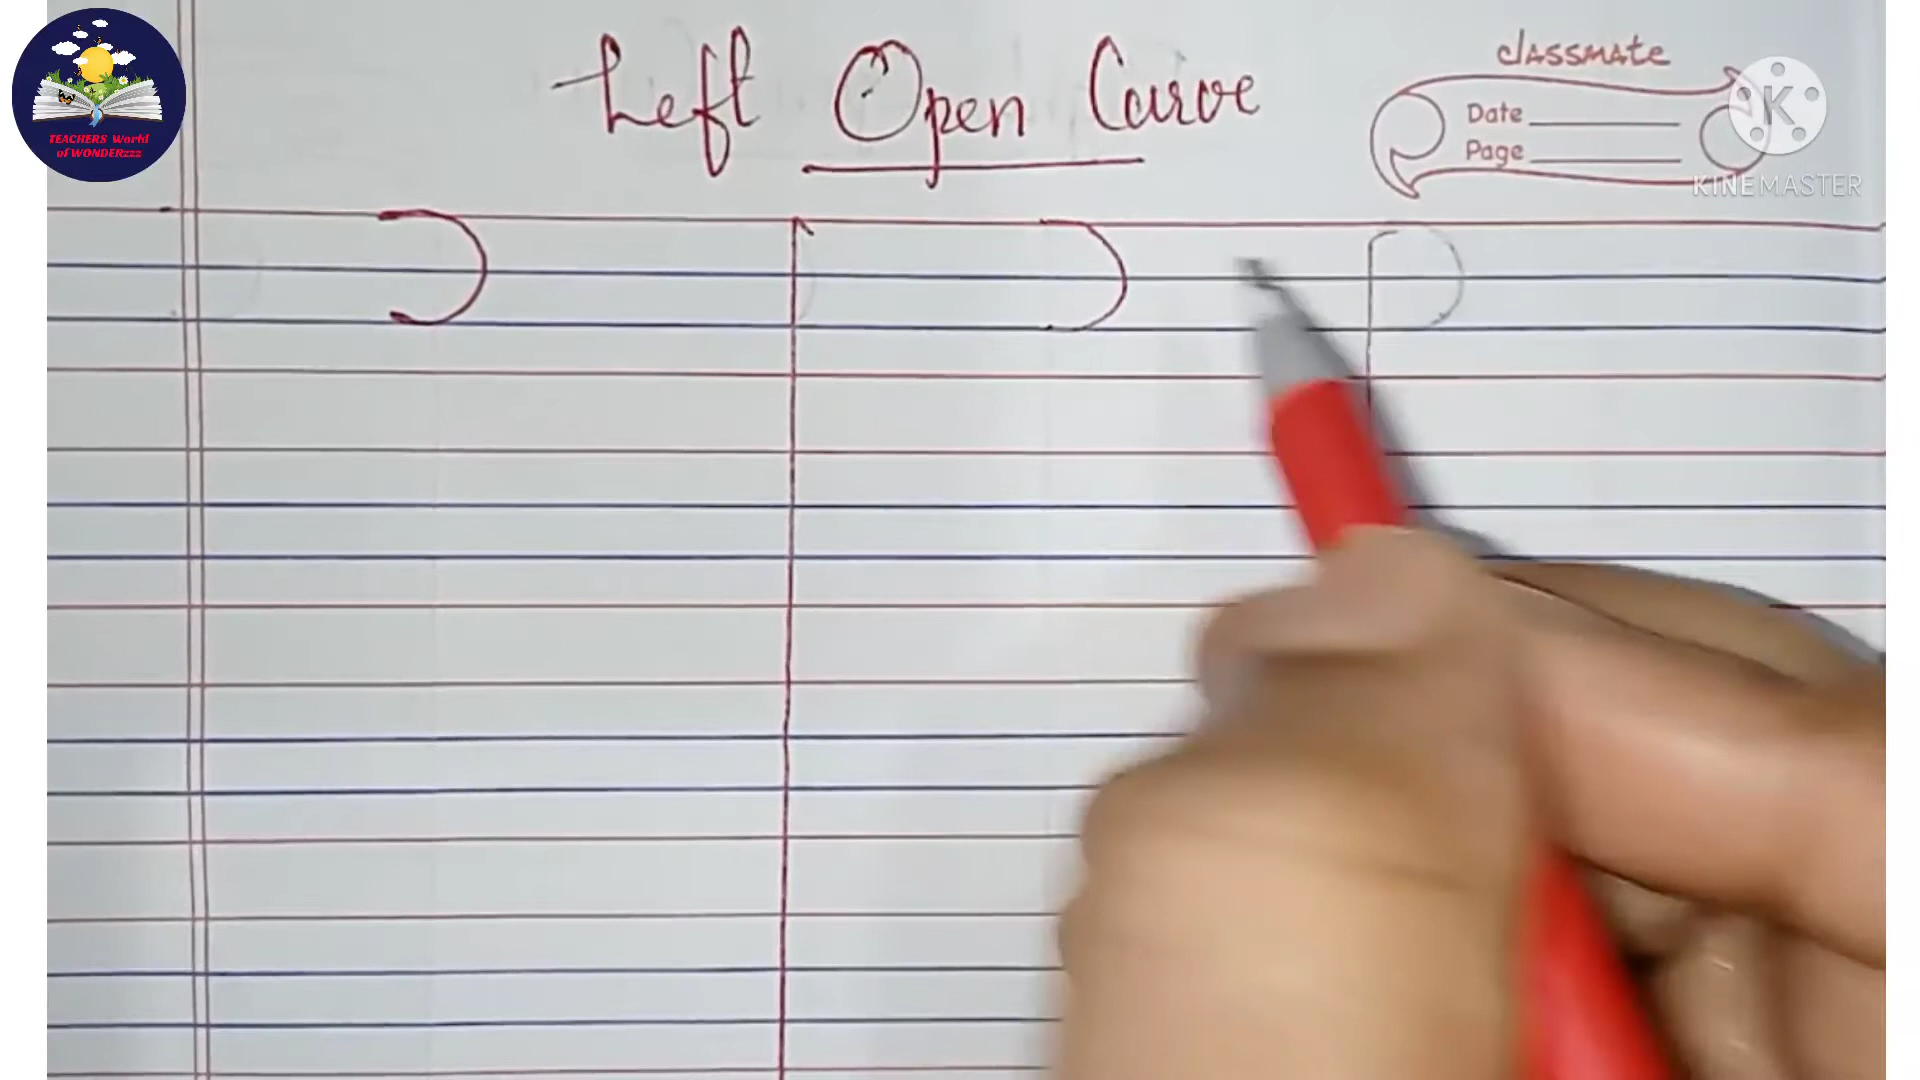 Left Open Curve
classmate
Date
Page
KINEMASTER
TEACHERS World
of WONDERzzz